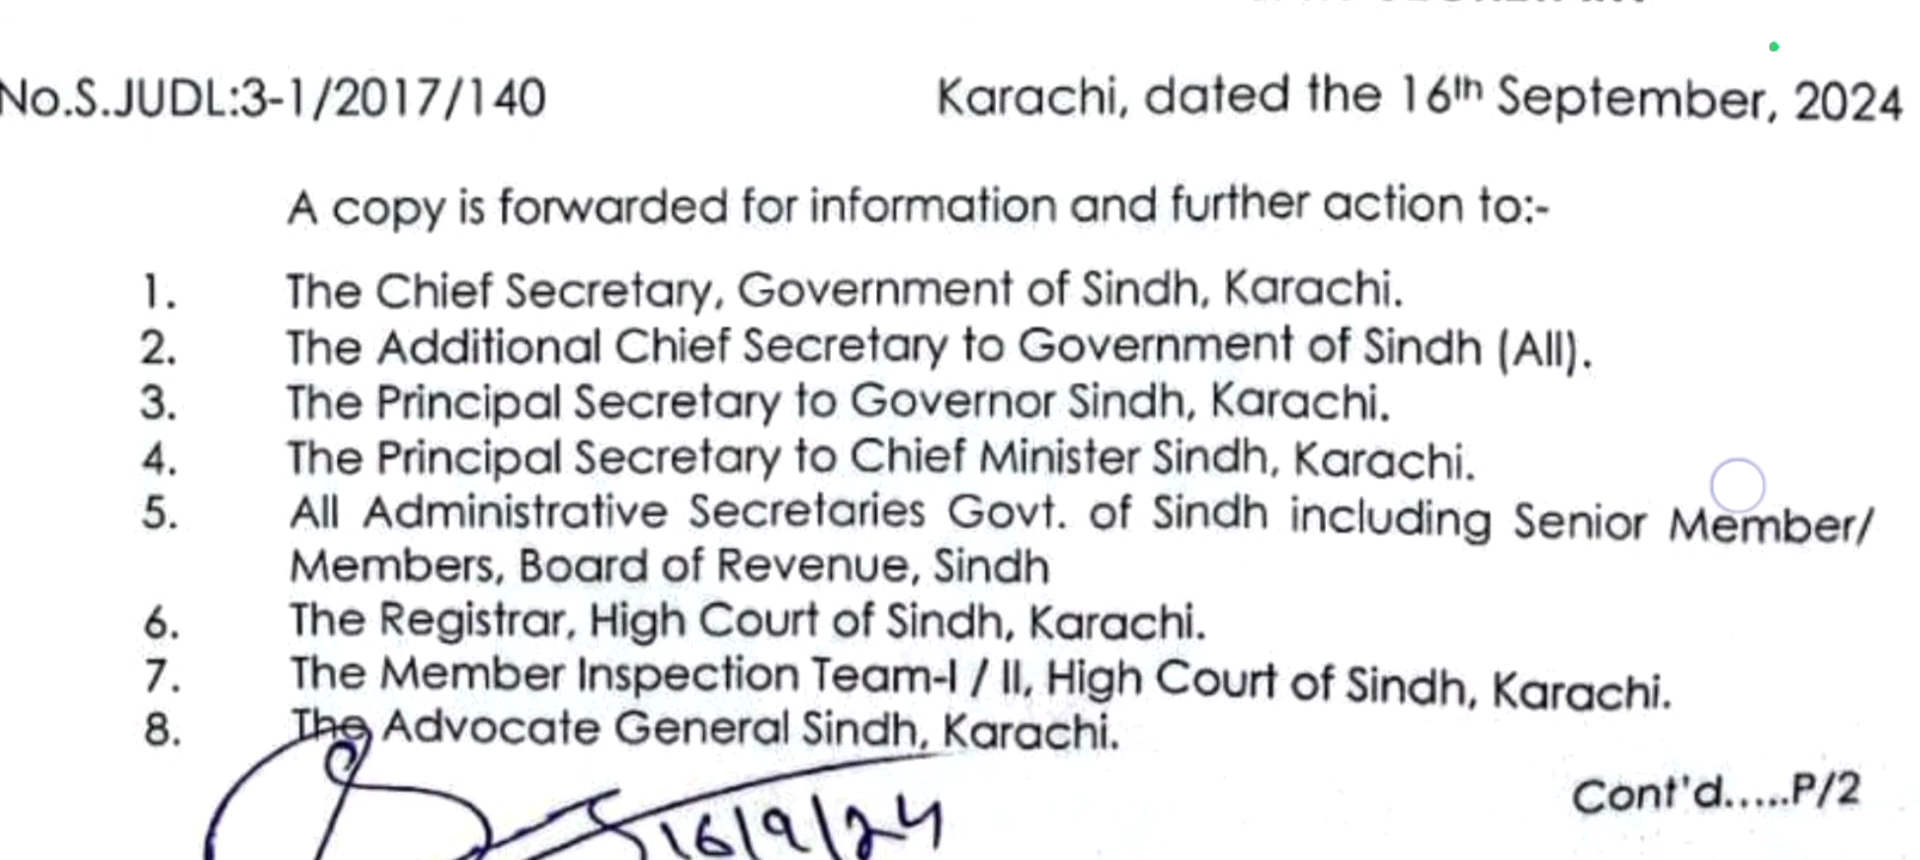 No.S.JUDL:3-1/2017/140 Karachi, dated the 16th September, 2024
A copy is forwarded for information and further action to:-
1. The Chief Secretary, Government of Sindh, Karachi.
2. The Additional Chief Secretary to Government of Sindh (All).
3. The Principal Secretary to Governor Sindh, Karachi.
4. The Principal Secretary to Chief Minister Sindh, Karachi.
5. All Administrative Secretaries Govt. of Sindh including Senior Member/
Members, Board of Revenue, Sindh
6. The Registrar, High Court of Sindh, Karachi.
7. The Member Inspection Team-I / II, High Court of Sindh, Karachi.
8. The Advocate General Sindh, Karachi.
Cont'd.....P/2
16/9/24